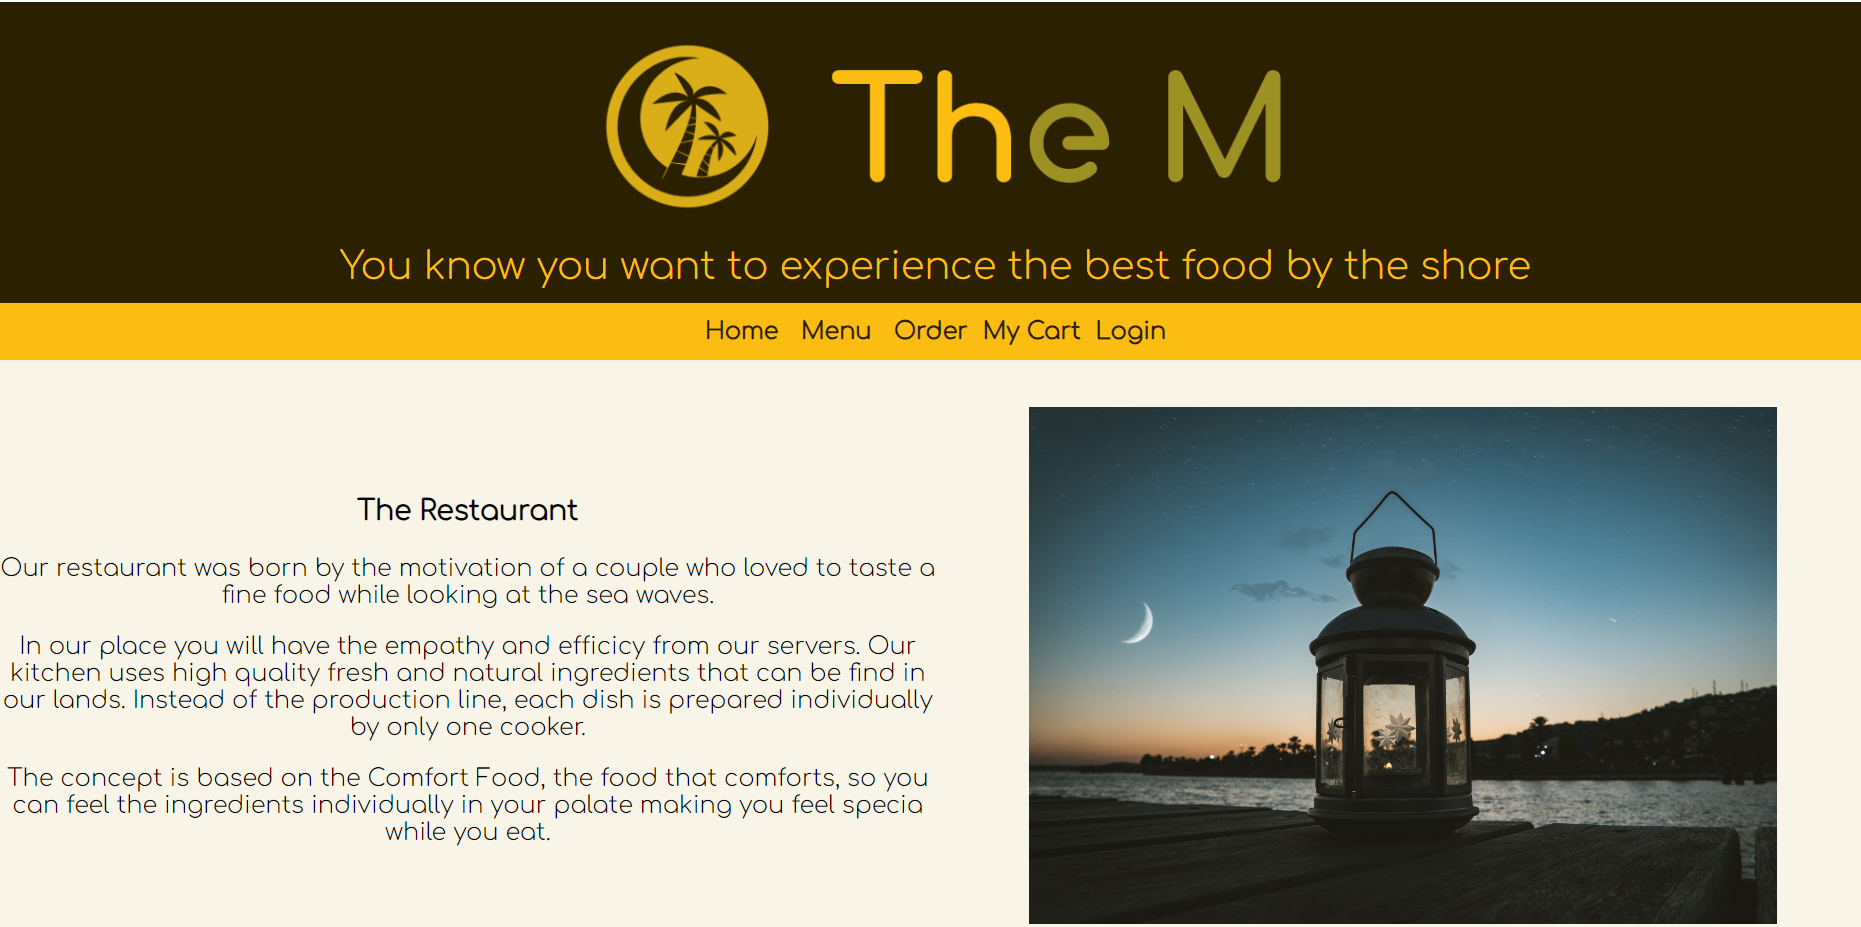 The M
You know you want to experience the best food by the shore
Home Menu Order My Cart Login
The Restaurant
Our restaurant was born by the motivation of a couple who loved to taste a
fine food while looking at the sea waves.
In our place you will have the empathy and efficicy from our servers. Our
kitchen uses high quality fresh and natural ingredients that can be find in
our lands. Instead of the production line, each dish is prepared individually
by only one cooker.
The concept is based on the Comfort Food, the food that comforts, so you
can feel the ingredients individually in your palate making you feel specia
while you eat.